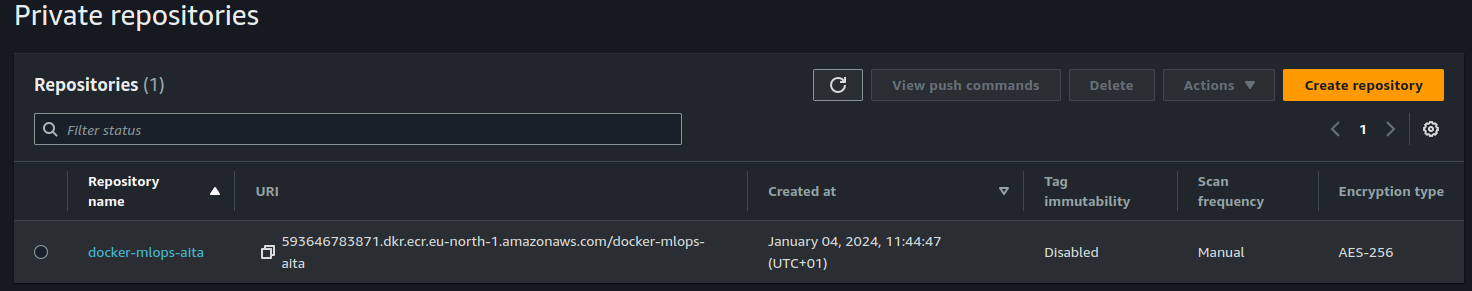 Private repositories
Repositories (1)
View push commands
Delete
Actions
Create repository
Filter status
1
Repository
name
URI
Created at
Tag
immutability
Scan
frequency
Encryption type
docker-mlops-aita
593646783871.dkr.ecr.eu-north-1.amazonaws.com/docker-mlops-
aita
January 04, 2024, 11:44:47
(UTC+01)
Disabled
Manual
AES-256